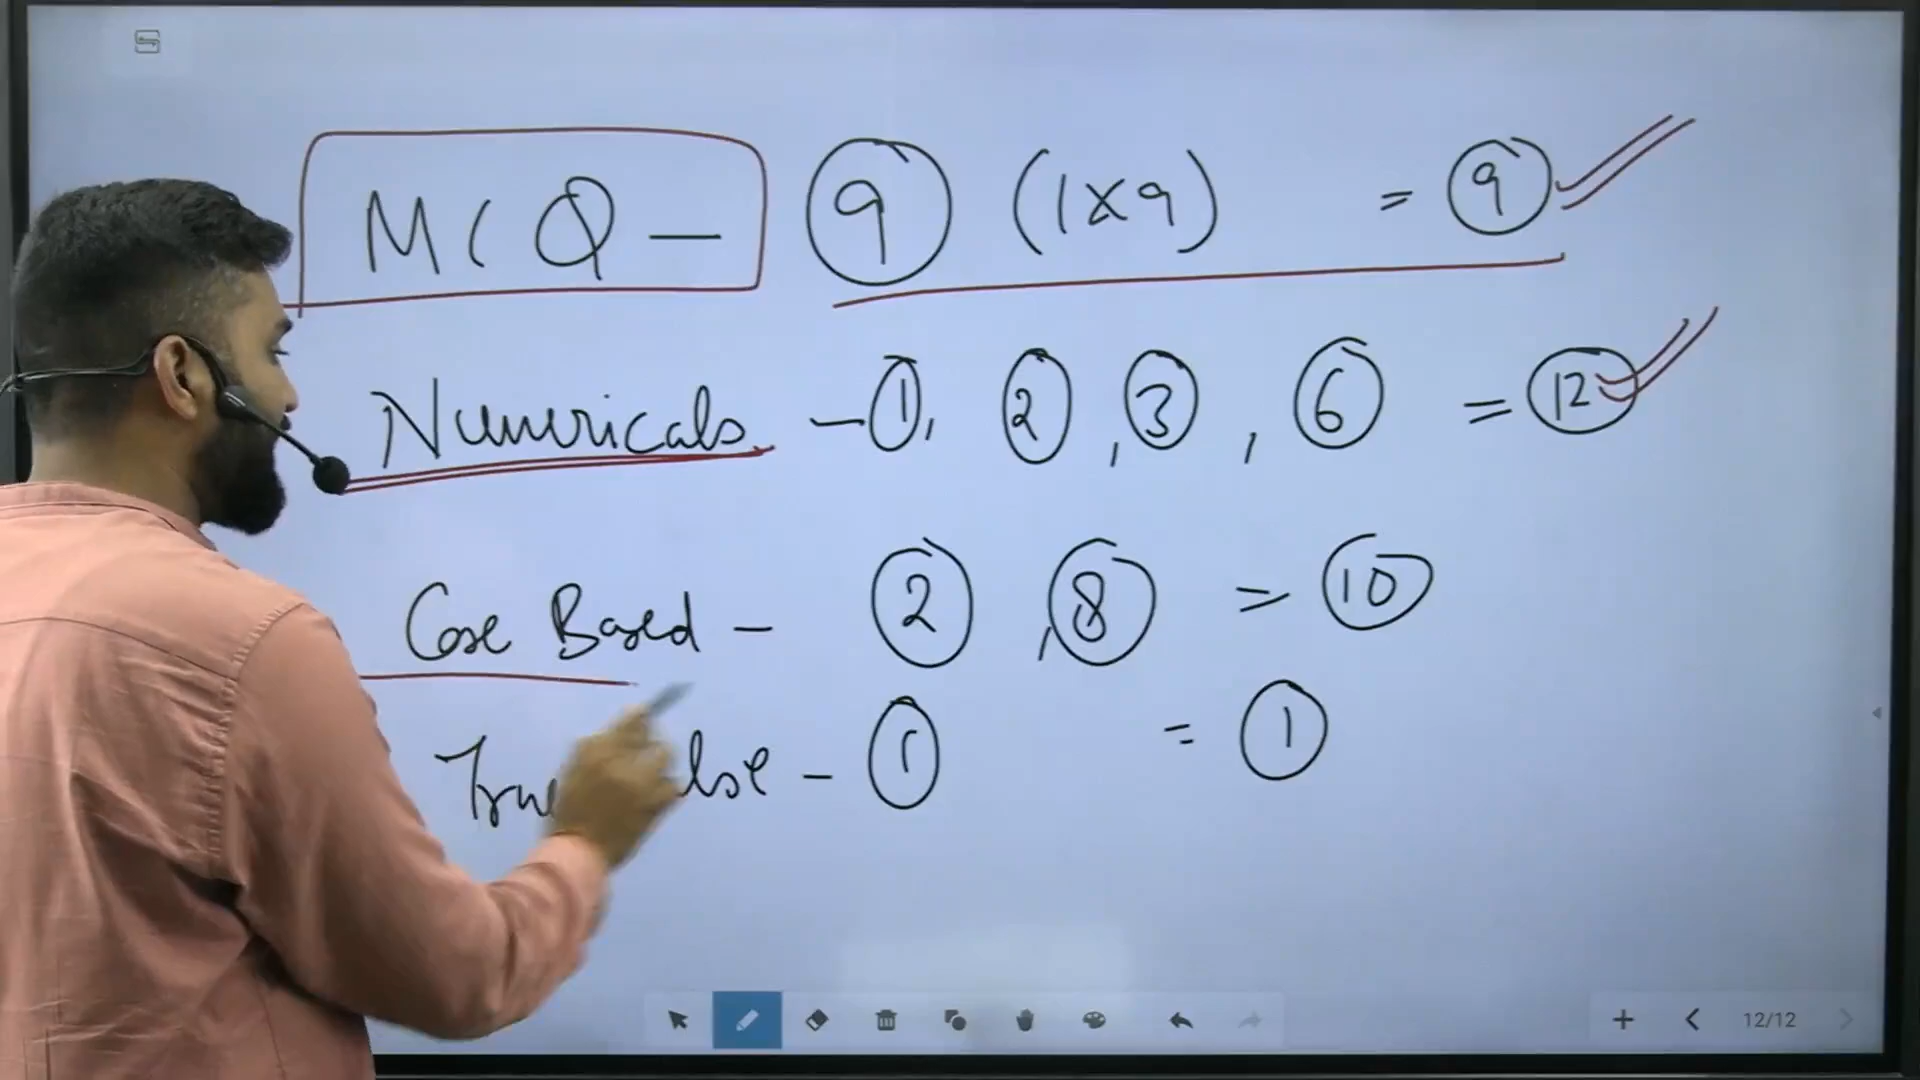 MCQ - 9 (1x9) = 9
Numericals - 1, 2, 3, 6 = 12
Case Based - 2, 8 = 10
- 1 = 1
12/12